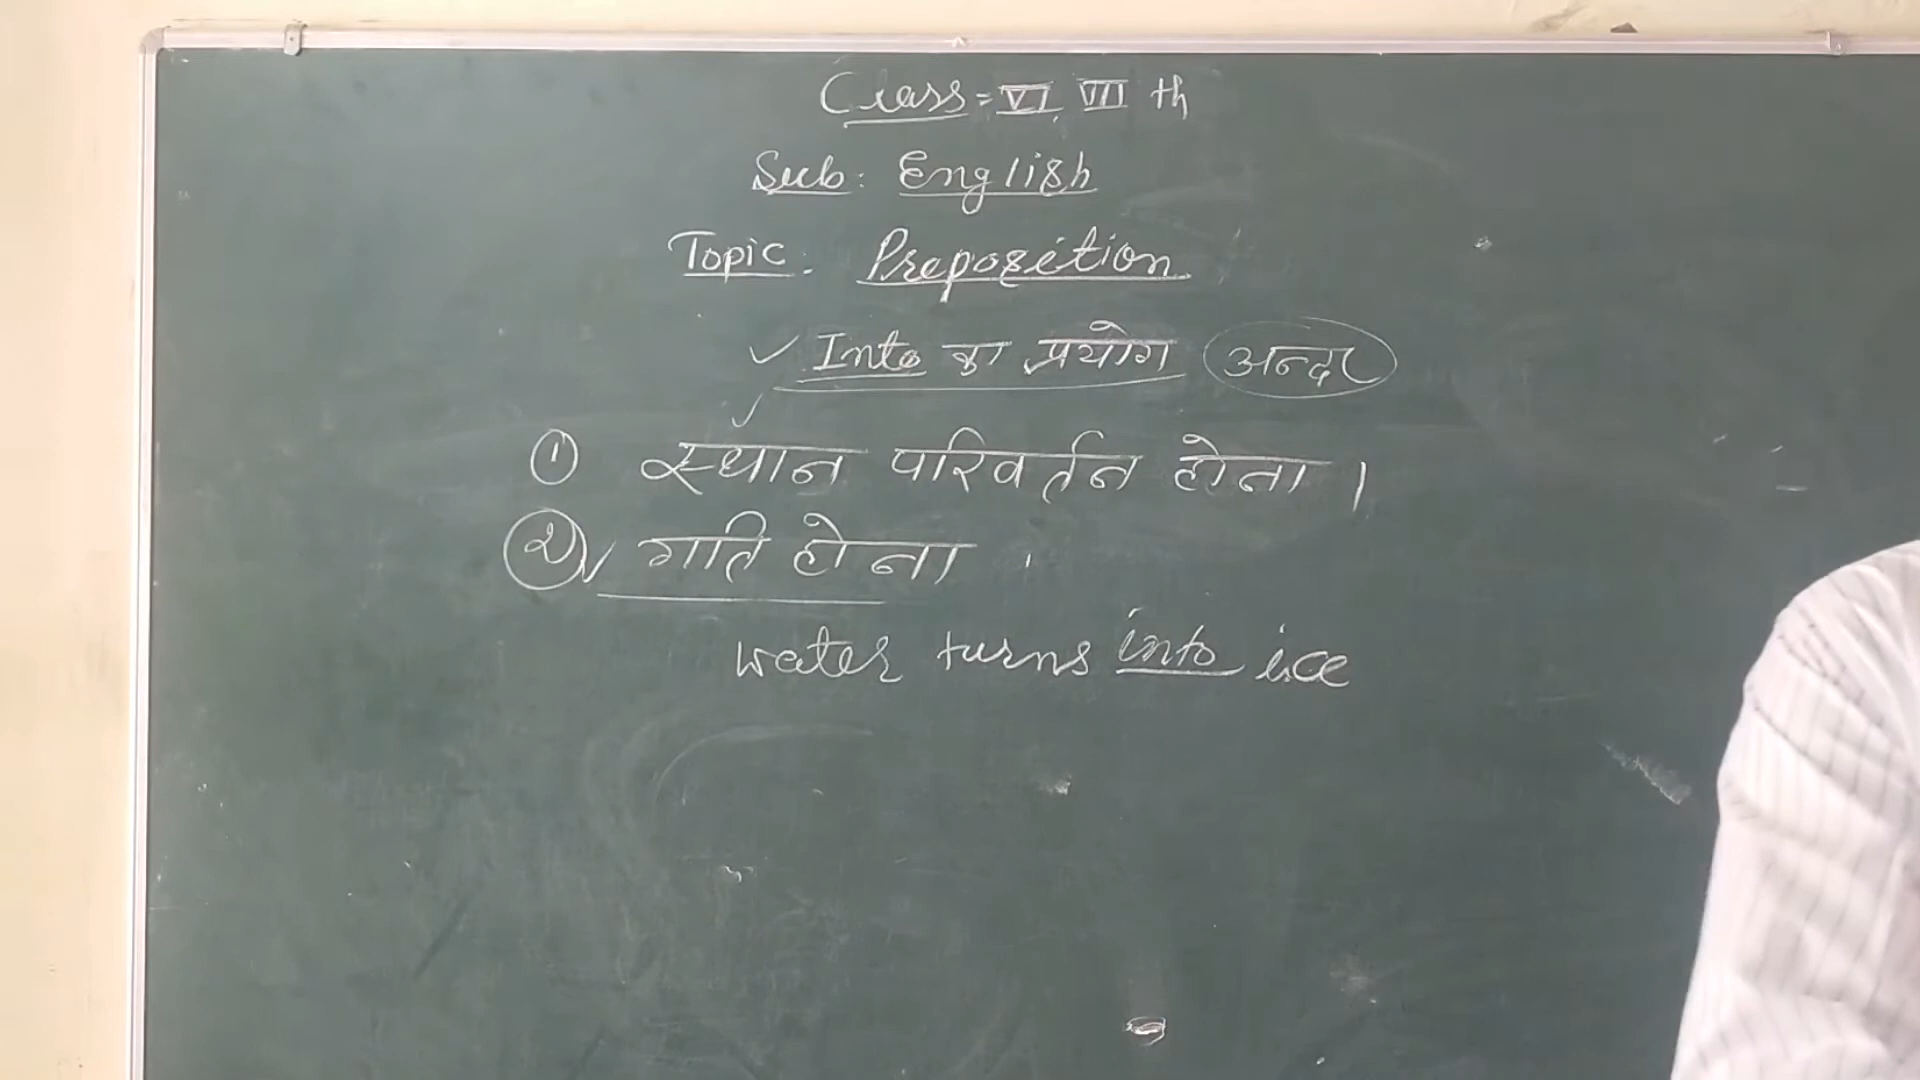 Class = VI, VII th
Sub: English
Topic: Preposition
✓ Into का प्रयोग (अन्दर)
① स्थान परिवर्तन होना ।
② ✓ गति होना ।
water turns into ice